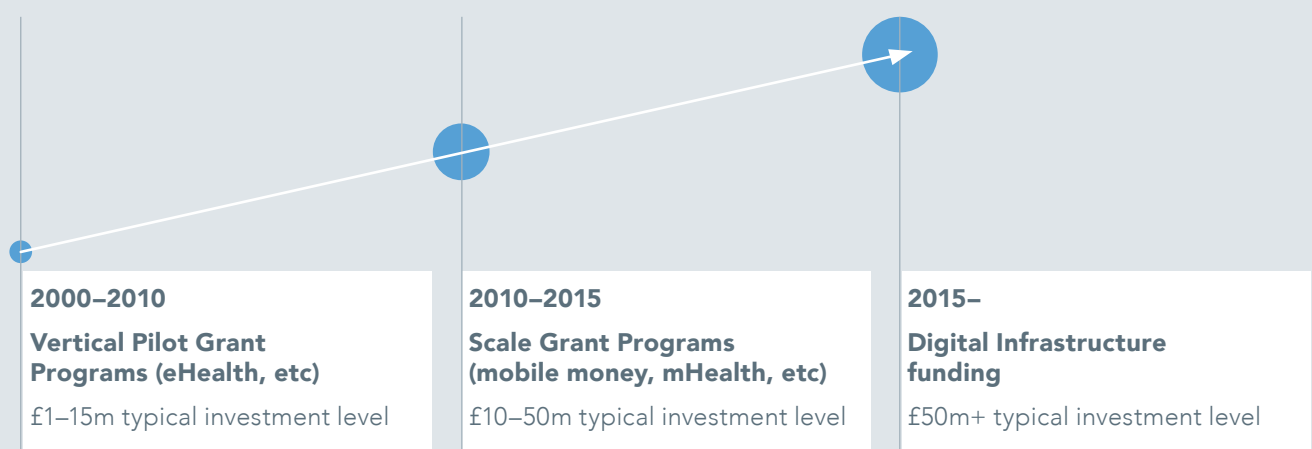 2000–2010
Vertical Pilot Grant
Programs (eHealth, etc)
£1–15m typical investment level
2010–2015
Scale Grant Programs
(mobile money, mHealth, etc)
£10–50m typical investment level
2015–
Digital Infrastructure
funding
£50m+ typical investment level